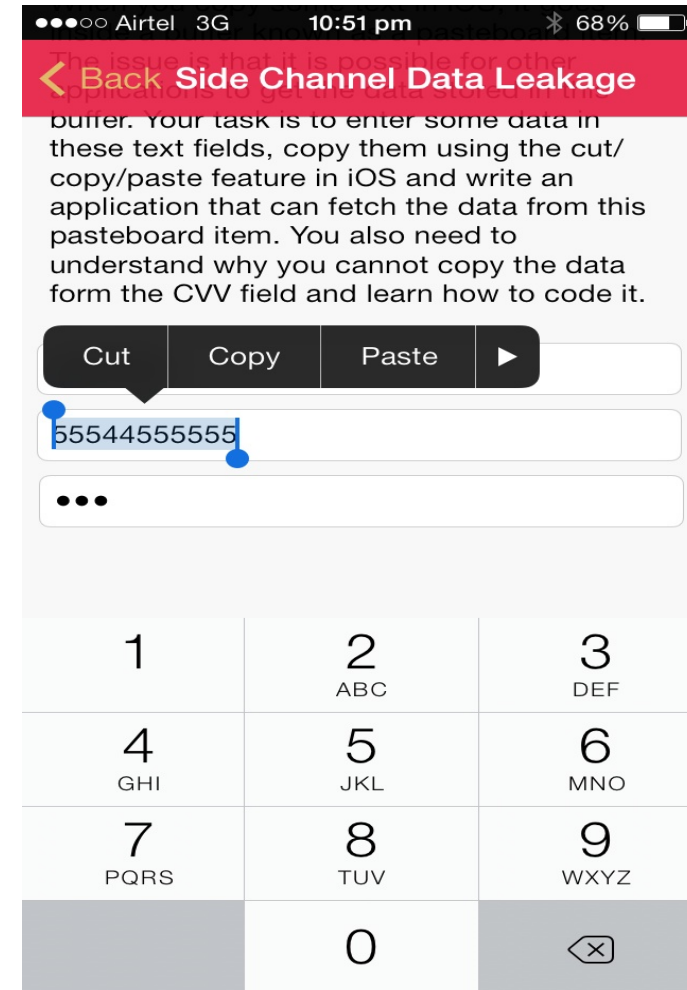 Airtel 3G 10:51 pm 68%
Back Side Channel Data Leakage
buffer. Your task is to enter some data in
these text fields, copy them using the cut/
copy/paste feature in iOS and write an
application that can fetch the data from this
pasteboard item. You also need to
understand why you cannot copy the data
form the CVV field and learn how to code it.
Cut Copy Paste
55544555555
1 2 3
ABC DEF
4 5 6
GHI JKL MNO
7 8 9
PQRS TUV WXYZ
0